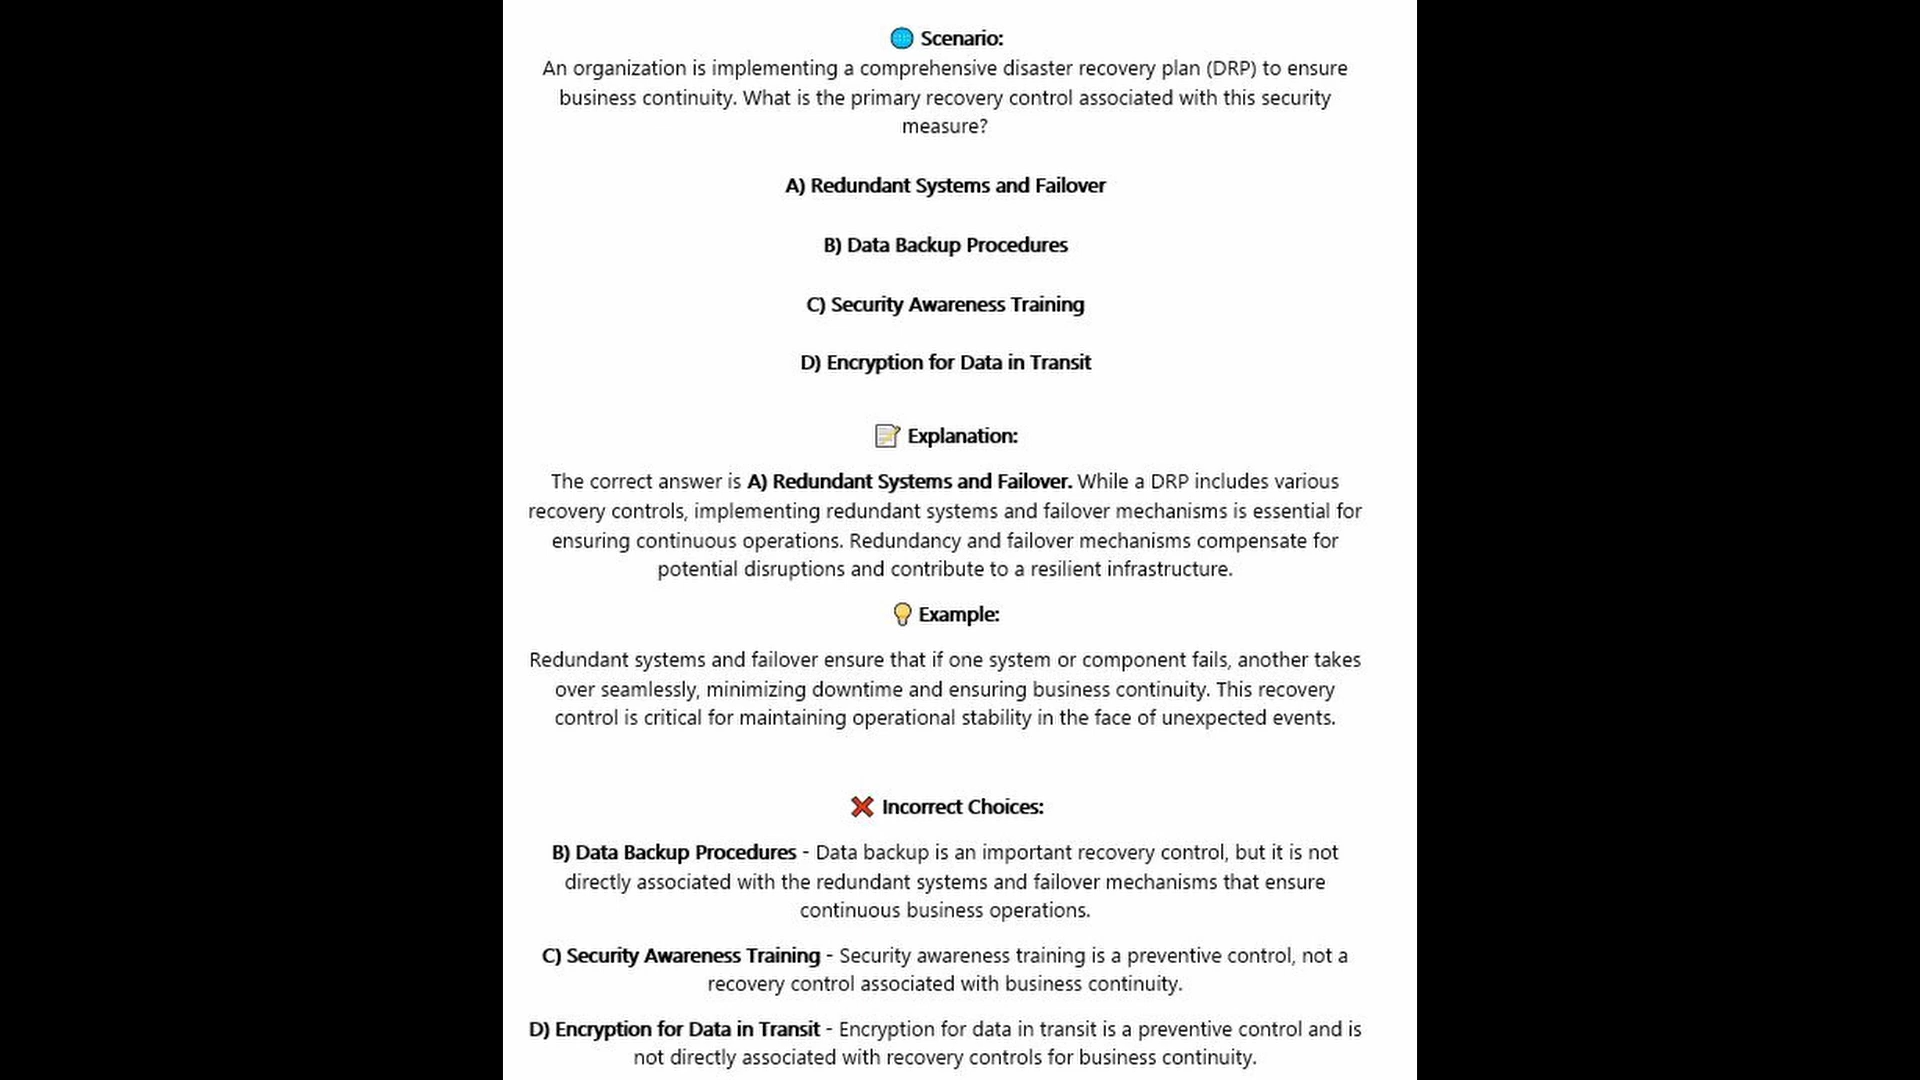 🌐 Scenario:
An organization is implementing a comprehensive disaster recovery plan (DRP) to ensure
business continuity. What is the primary recovery control associated with this security
measure?
A) Redundant Systems and Failover
B) Data Backup Procedures
C) Security Awareness Training
D) Encryption for Data in Transit
📝 Explanation:
The correct answer is A) Redundant Systems and Failover. While a DRP includes various
recovery controls, implementing redundant systems and failover mechanisms is essential for
ensuring continuous operations. Redundancy and failover mechanisms compensate for
potential disruptions and contribute to a resilient infrastructure.
💡 Example:
Redundant systems and failover ensure that if one system or component fails, another takes
over seamlessly, minimizing downtime and ensuring business continuity. This recovery
control is critical for maintaining operational stability in the face of unexpected events.
❌ Incorrect Choices:
B) Data Backup Procedures - Data backup is an important recovery control, but it is not
directly associated with the redundant systems and failover mechanisms that ensure
continuous business operations.
C) Security Awareness Training - Security awareness training is a preventive control, not a
recovery control associated with business continuity.
D) Encryption for Data in Transit - Encryption for data in transit is a preventive control and is
not directly associated with recovery controls for business continuity.